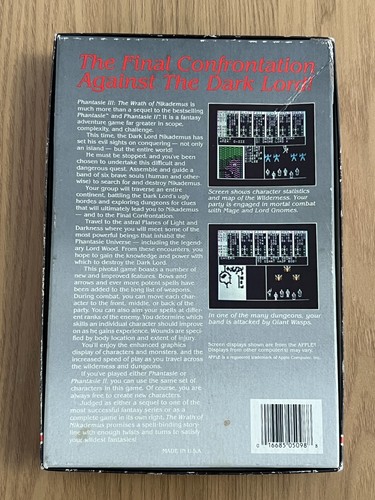 The Final Confrontation
Against The Dark Lord!
Phantasie III: The Wrath of Nikademus is
much more than a sequel to the bestselling
Phantasie™ and Phantasie II™. It is a fantasy
adventure game far greater in scope,
complexity, and challenge.
This time, the Dark Lord Nikademus has
set his evil sights on conquering — not only
an island — but the entire world!
He must be stopped, and you've been
chosen to undertake this difficult and
dangerous quest. Assemble and guide a
band of six brave souls (human and other-
wise) to search for and destroy Nikademus.
Your group will traverse an entire
continent, battling the Dark Lord's ugly
hordes and exploring dungeons for clues
that will ultimately lead you to Nikademus
— and to the Final Confrontation.
Travel to the astral Planes of Light and
Darkness where you will meet some of the
most powerful beings that inhabit the
Phantasie Universe — including the legend-
ary Lord Wood. From these encounters, you
hope to gain the knowledge and power with
which to destroy the Dark Lord.
This pivotal game boasts a number of
new and improved features. Bows and
arrows and ever more potent spells have
been added to the long list of weapons.
During combat, you can move each char-
acter to the front, middle, or back of the
party. You can also aim your spells at differ-
ent ranks of the enemy. You determine which
skills an individual character should improve
on as he gains experience. Wounds are speci-
fied by body location and extent of injury.
You'll enjoy the enhanced graphics
display of characters and monsters, and the
increased speed of play as you travel across
the wilderness and dungeons.
If you've played either Phantasie or
Phantasie II, you can use the same set of
characters in this game. Of course, you are
always free to create new characters.
Judged as either a sequel to one of the
most successful fantasy series or as a
complete game in its own right, The Wrath of
Nikademus promises a spell-binding story-
line with enough twists and turns to satisfy
your wildest fantasies!
MADE IN U.S.A.
Screen shows character statistics
and map of the Wilderness. Your
party is engaged in mortal combat
with Mage and Lord Gnomes.
In one of the many dungeons, your
band is attacked by Giant Wasps.
Screen displays shown are from the APPLE®.
Displays from other computers may vary.
APPLE is a registered trademark of Apple Computer, Inc.
0 16685 05098 8